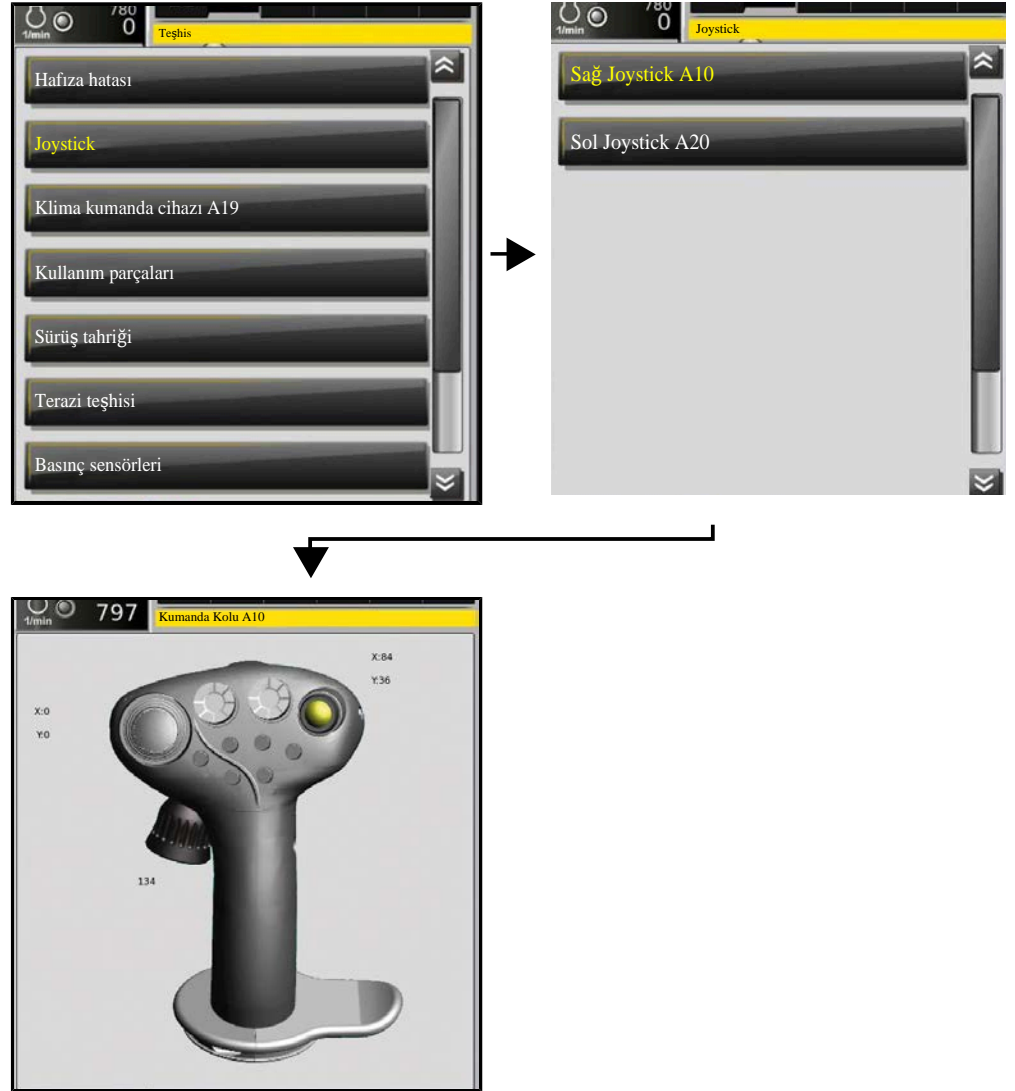 780
1/min
0
Teşhis
Hafıza hatası
Joystick
Klima kumanda cihazı A19
Kullanım parçaları
Sürüş tahriği
Terazi teşhisi
Basınç sensörleri
780
1/min
0
Joystick
Sağ Joystick A10
Sol Joystick A20
1/min
797
Kumanda Kolu A10
X:84
Y:36
X:0
Y:0
134